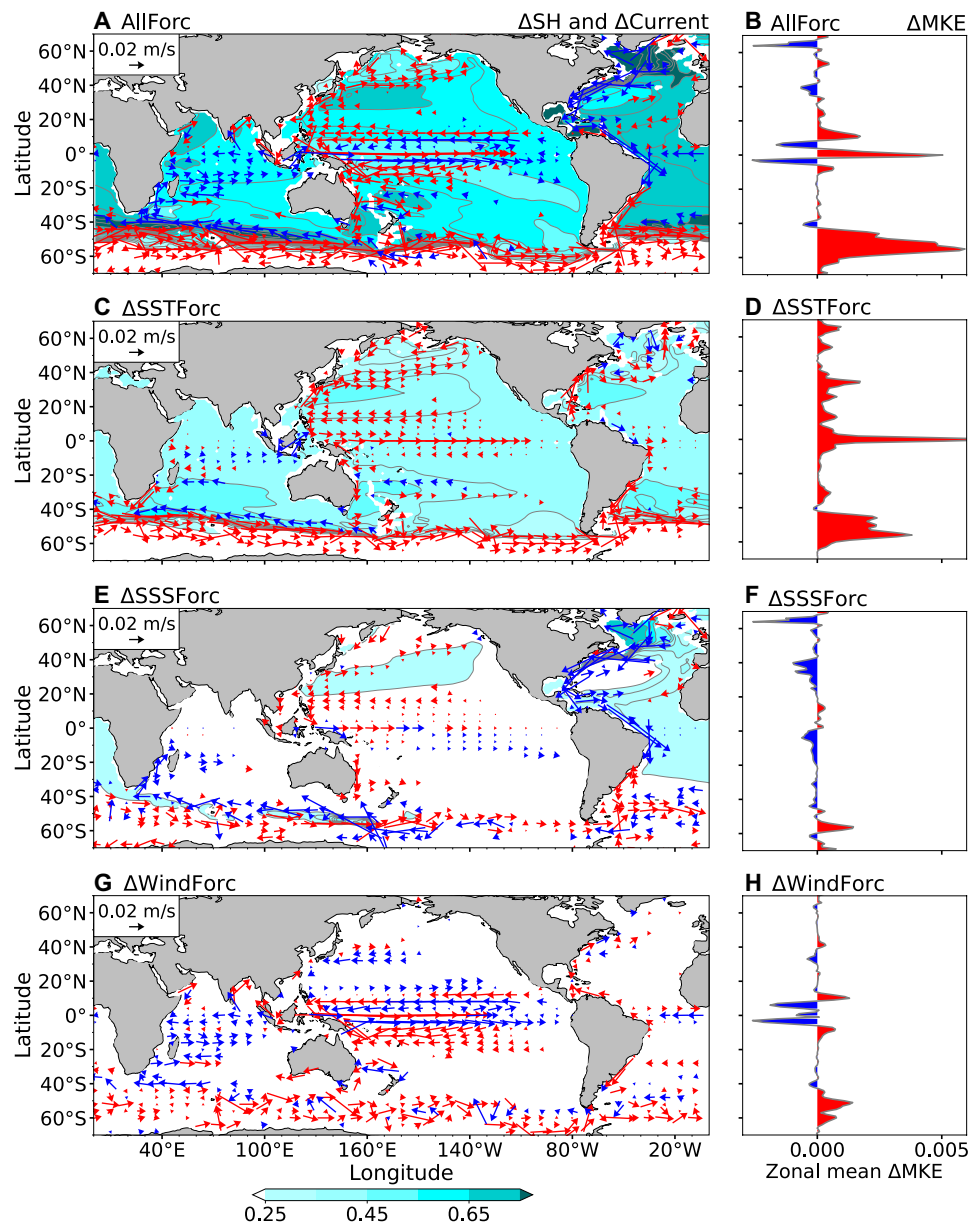 A AllForc ΔSH and ΔCurrent
B AllForc ΔMKE
0.02 m/s
60°N
40°N
20°N
0°
20°S
40°S
60°S
Latitude
C ΔSSTForc
D ΔSSTForc
0.02 m/s
60°N
40°N
20°N
0°
20°S
40°S
60°S
Latitude
E ΔSSSForc
F ΔSSSForc
0.02 m/s
60°N
40°N
20°N
0°
20°S
40°S
60°S
Latitude
G ΔWindForc
H ΔWindForc
0.02 m/s
60°N
40°N
20°N
0°
20°S
40°S
60°S
Latitude
40°E 100°E 160°E 140°W 80°W 20°W
Longitude
0.000 0.005
Zonal mean ΔMKE
0.25 0.45 0.65